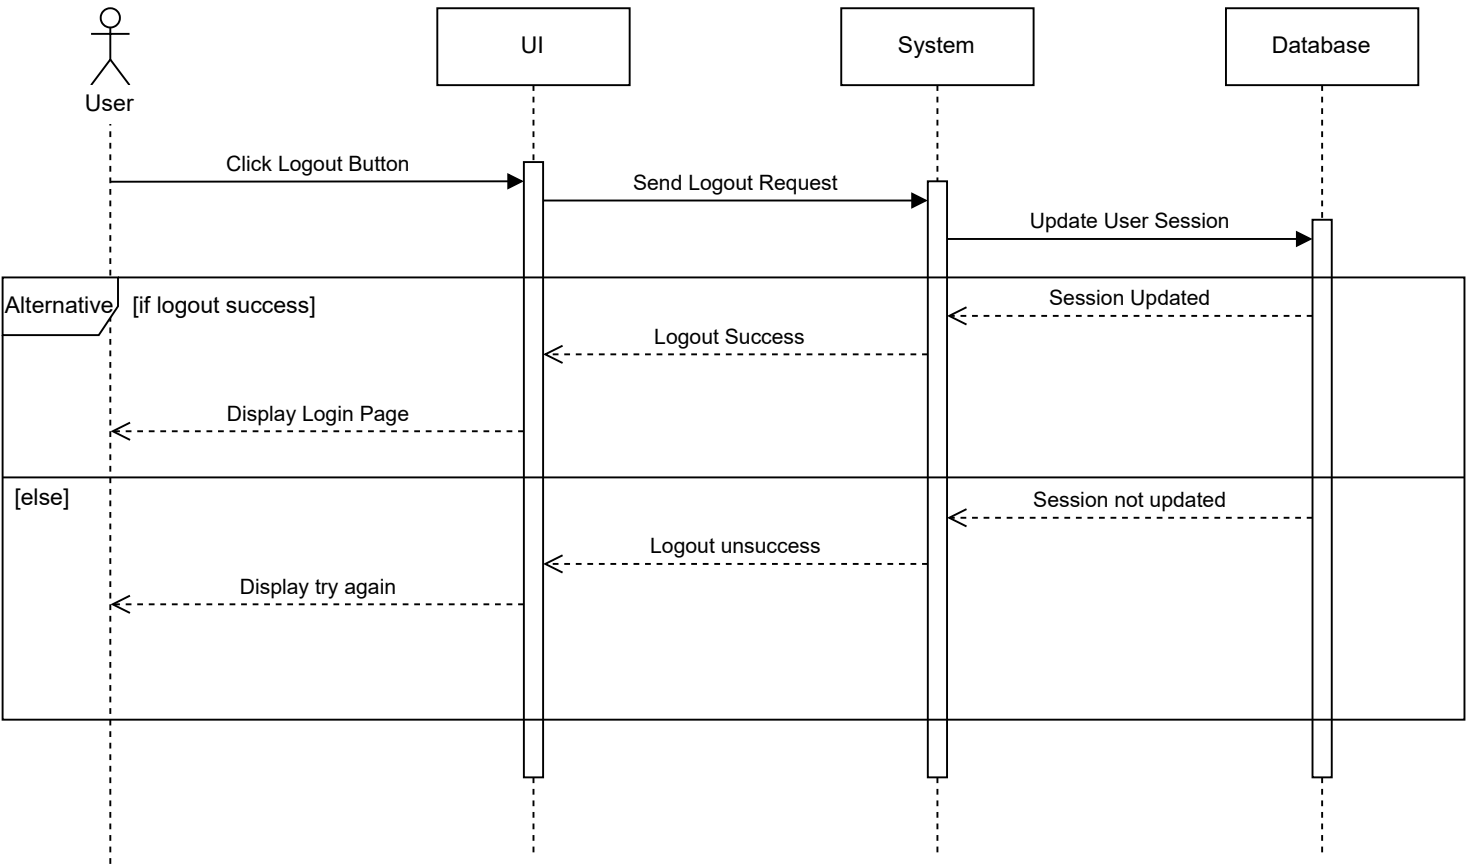 User
UI
System
Database
Click Logout Button
Send Logout Request
Update User Session
Alternative
[if logout success]
Session Updated
Logout Success
Display Login Page
[else]
Session not updated
Logout unsuccess
Display try again